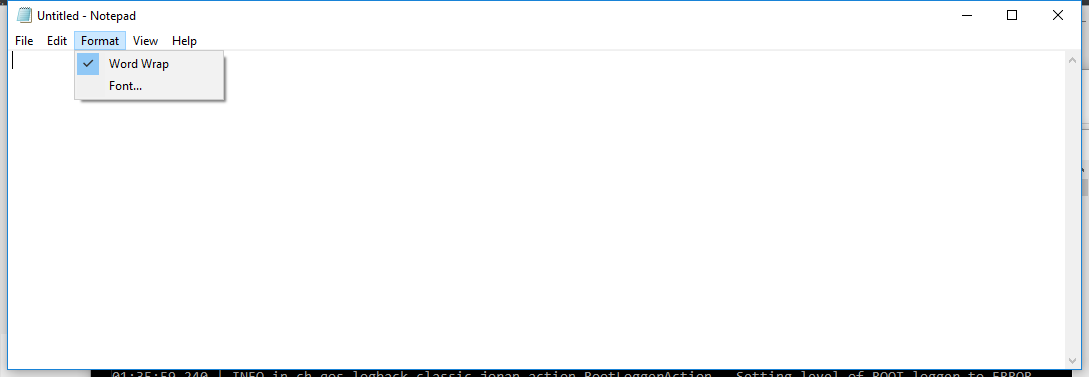 Untitled - Notepad
File Edit Format View Help
Word Wrap
Font...
01:35:59,240 | INFO in ch.qos.logback.classic.joran.action.RootLoggerAction - Setting level of ROOT logger to ERROR